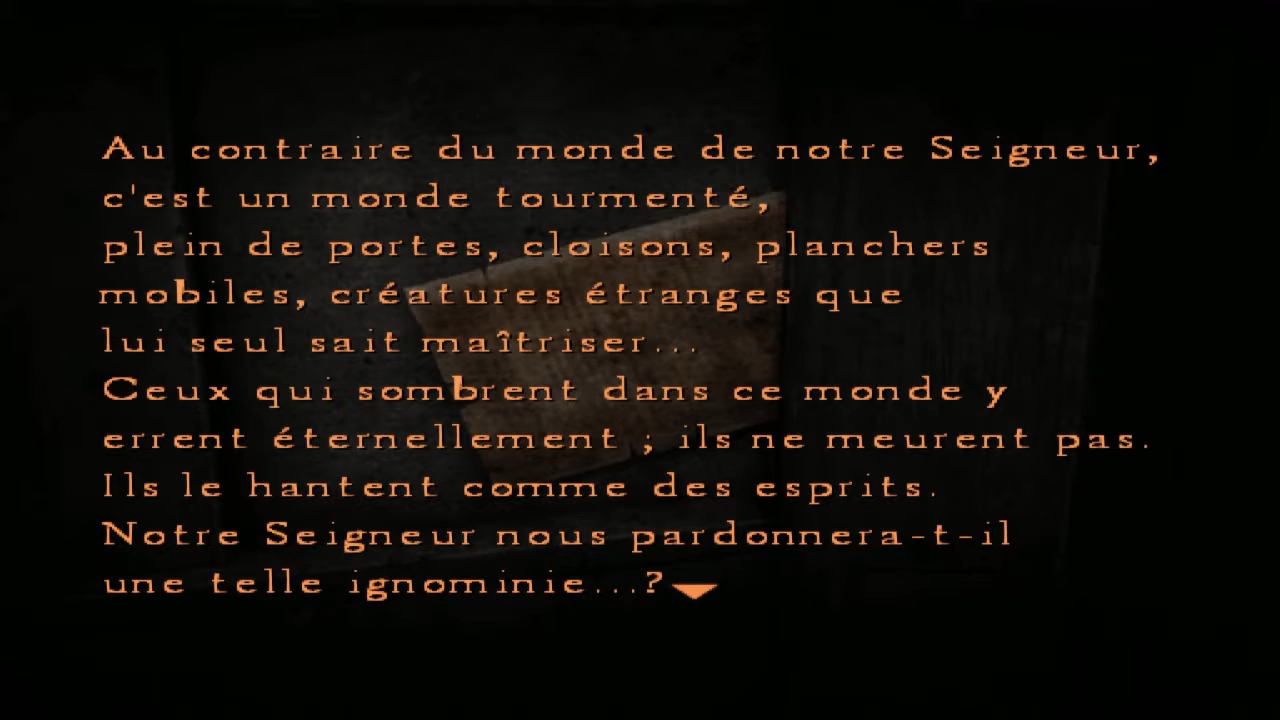 Au contraire du monde de notre Seigneur,
c'est un monde tourmenté,
plein de portes, cloisons, planchers
mobiles, créatures étranges que
lui seul sait maîtriser...
Ceux qui sombrent dans ce monde y
errent éternellement ; ils ne meurent pas.
Ils le hantent comme des esprits.
Notre Seigneur nous pardonnera-t-il
une telle ignominie...?